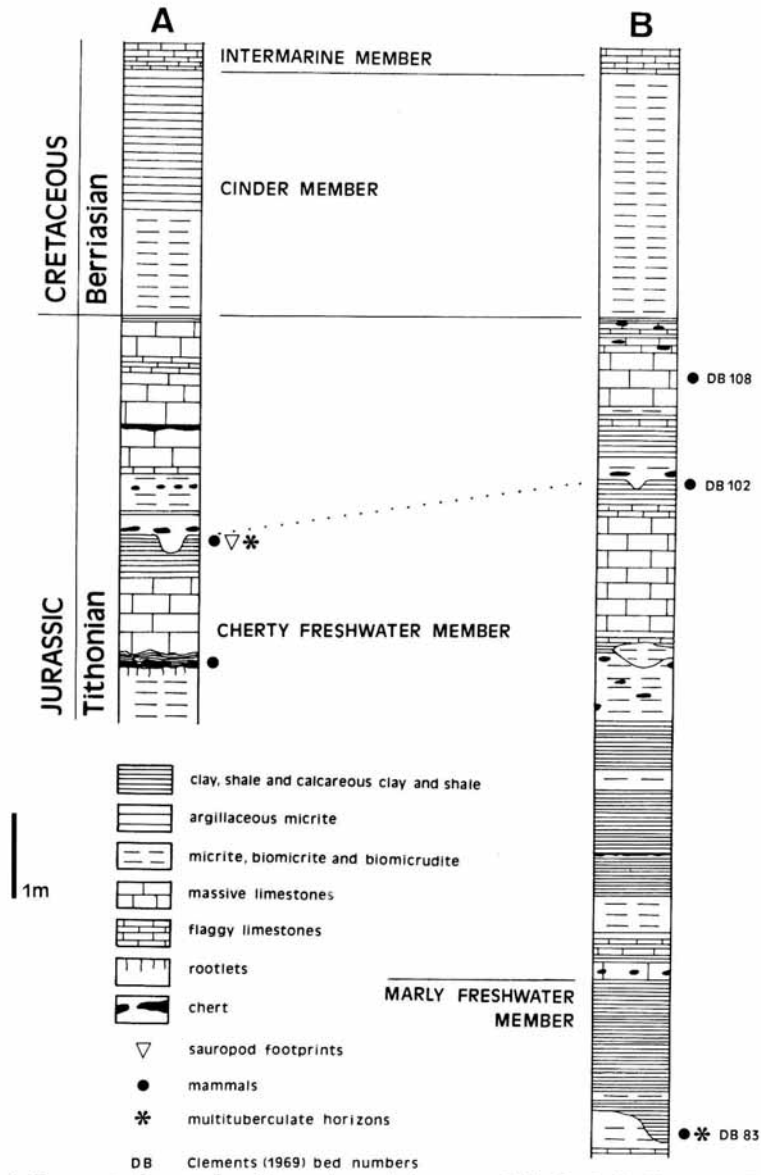 A
B
INTERMARINE MEMBER
CINDER MEMBER
CRETACEOUS
Berriasian
DB 108
DB 102
JURASSIC
Tithonian
CHERTY FRESHWATER MEMBER
clay, shale and calcareous clay and shale
argillaceous micrite
micrite, biomicrite and biomicrudite
1m
massive limestones
flaggy limestones
rootlets
MARLY FRESHWATER
MEMBER
chert
sauropod footprints
mammals
multituberculate horizons
DB 83
DB Clements (1969) bed numbers